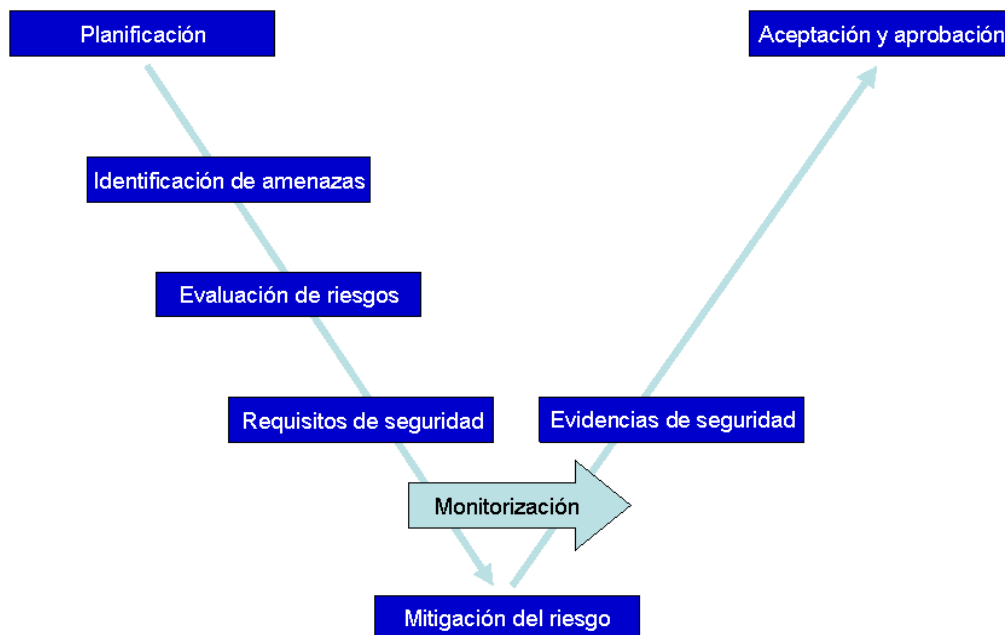 Planificación
Aceptación y aprobación
Identificación de amenazas
Evaluación de riesgos
Requisitos de seguridad
Evidencias de seguridad
Monitorización
Mitigación del riesgo